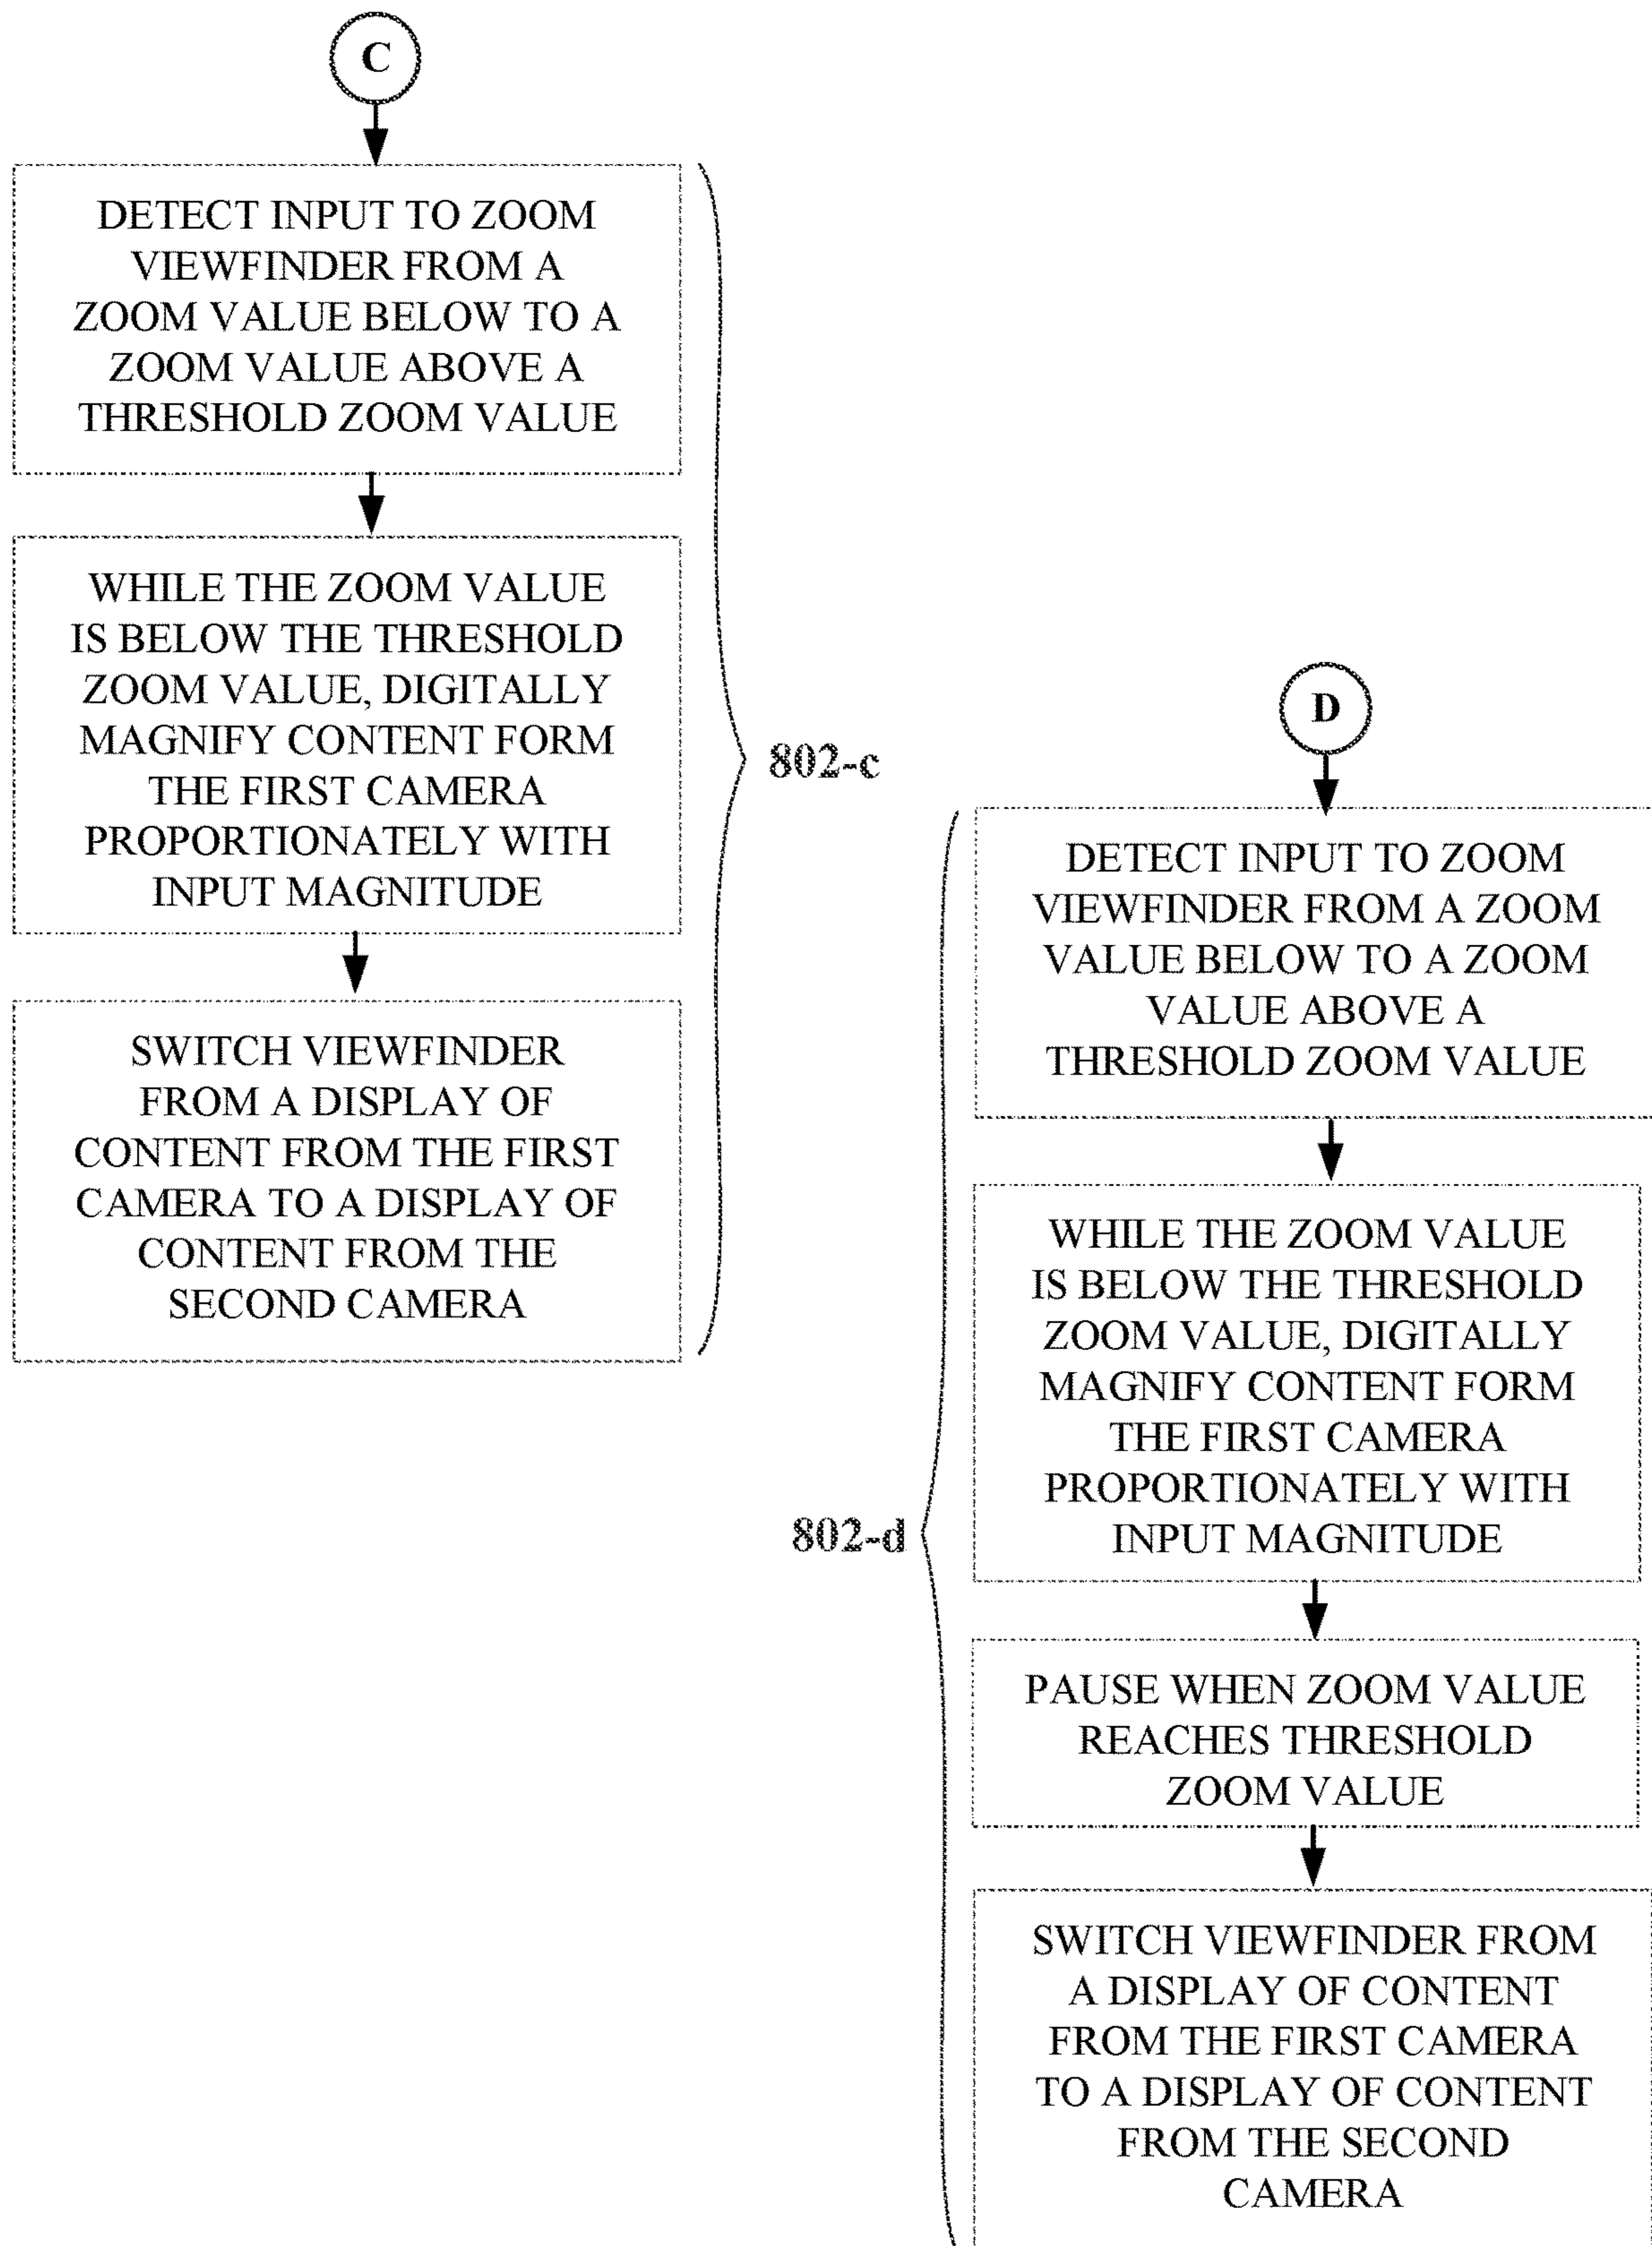 C
DETECT INPUT TO ZOOM
VIEWFINDER FROM A
ZOOM VALUE BELOW TO A
ZOOM VALUE ABOVE A
THRESHOLD ZOOM VALUE
WHILE THE ZOOM VALUE
IS BELOW THE THRESHOLD
ZOOM VALUE, DIGITALLY
MAGNIFY CONTENT FORM
THE FIRST CAMERA
PROPORTIONATELY WITH
INPUT MAGNITUDE
SWITCH VIEWFINDER
FROM A DISPLAY OF
CONTENT FROM THE FIRST
CAMERA TO A DISPLAY OF
CONTENT FROM THE
SECOND CAMERA
802-c
D
DETECT INPUT TO ZOOM
VIEWFINDER FROM A ZOOM
VALUE BELOW TO A ZOOM
VALUE ABOVE A
THRESHOLD ZOOM VALUE
WHILE THE ZOOM VALUE
IS BELOW THE THRESHOLD
ZOOM VALUE, DIGITALLY
MAGNIFY CONTENT FORM
THE FIRST CAMERA
PROPORTIONATELY WITH
INPUT MAGNITUDE
PAUSE WHEN ZOOM VALUE
REACHES THRESHOLD
ZOOM VALUE
SWITCH VIEWFINDER FROM
A DISPLAY OF CONTENT
FROM THE FIRST CAMERA
TO A DISPLAY OF CONTENT
FROM THE SECOND
CAMERA
802-d